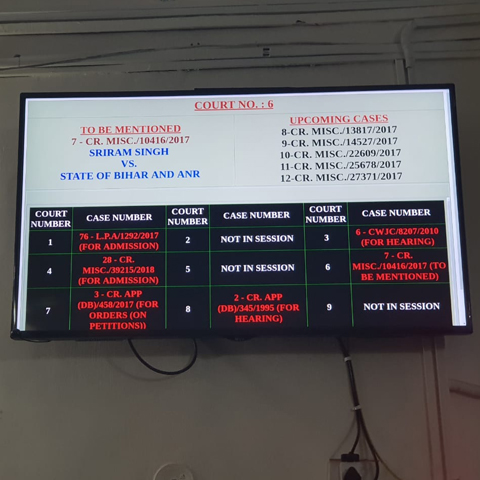 COURT NO. : 6
TO BE MENTIONED
7 - CR. MISC./10416/2017
SRIRAM SINGH
VS.
STATE OF BIHAR AND ANR
UPCOMING CASES
8-CR. MISC./13817/2017
9-CR. MISC./14527/2017
10-CR. MISC./22609/2017
11-CR. MISC./25678/2017
12-CR. MISC./27371/2017
COURT NUMBER CASE NUMBER COURT NUMBER CASE NUMBER COURT NUMBER CASE NUMBER
1
76 - L.P.A/1292/2017
(FOR ADMISSION)
2
NOT IN SESSION
3
6 - CWJC/8207/2010
(FOR HEARING)
4
28 - CR.
MISC./39215/2018
(FOR ADMISSION)
5
NOT IN SESSION
6
7 - CR.
MISC./10416/2017 (TO
BE MENTIONED)
7
3 - CR. APP
(DB)/458/2017 (FOR
ORDERS (ON
PETITIONS))
8
2 - CR. APP
(DB)/345/1995 (FOR
HEARING)
9
NOT IN SESSION